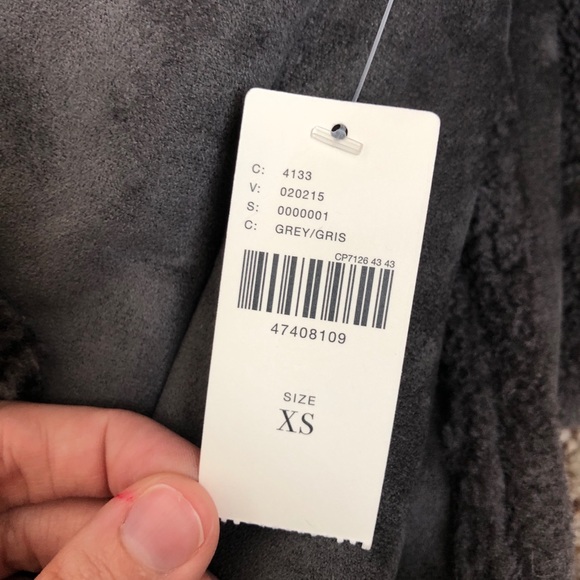 C: 4133
V: 020215
S: 0000001
C: GREY/GRIS
CP7126 43 43
47408109
SIZE
XS